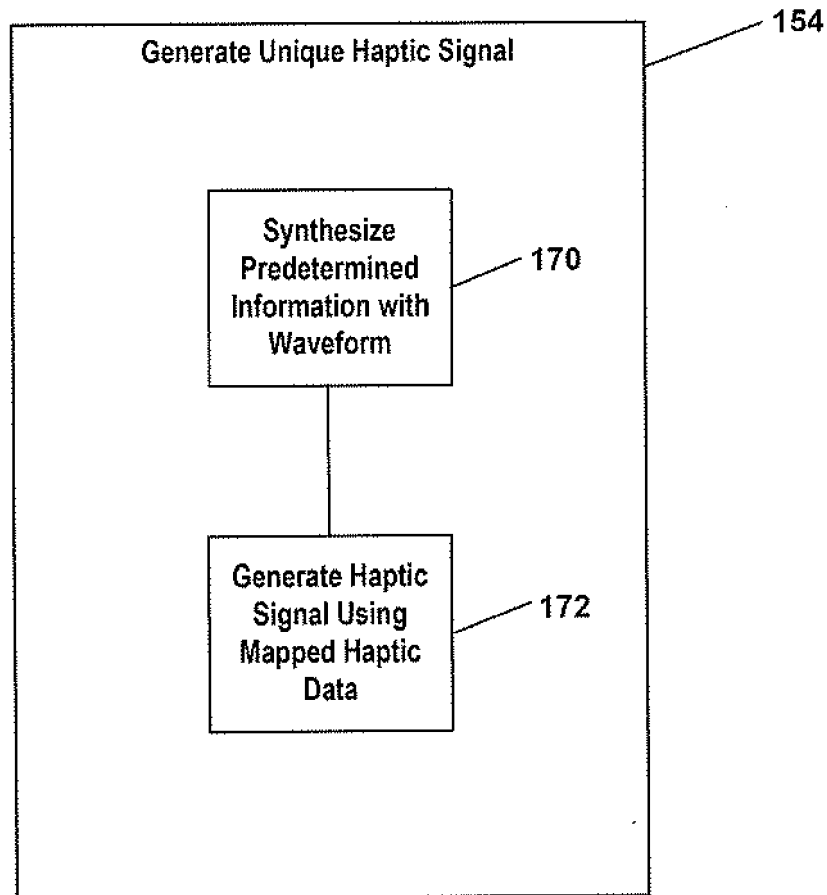 154
Generate Unique Haptic Signal
Synthesize
Predetermined
Information with
Waveform
170
Generate Haptic
Signal Using
Mapped Haptic
Data
172